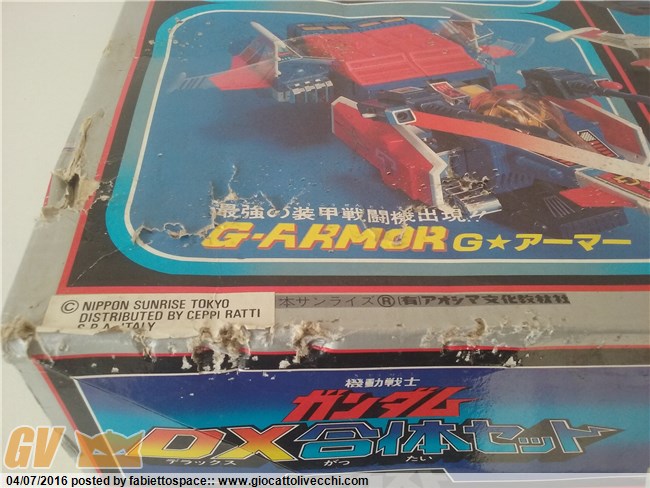 最強の装甲戦闘機出現!!
G-ARMOR G★アーマー
© NIPPON SUNRISE TOKYO
DISTRIBUTED BY CEPPI RATTI
S.P.A. ITALY
本サンライズ Ⓡ (有)アオシマ文化教材社
機動戦士
ガンダム
DX合体セット
デラックス がっ たい
GV
04/07/2016 posted by fabiettospace:: www.giocattolivecchi.com